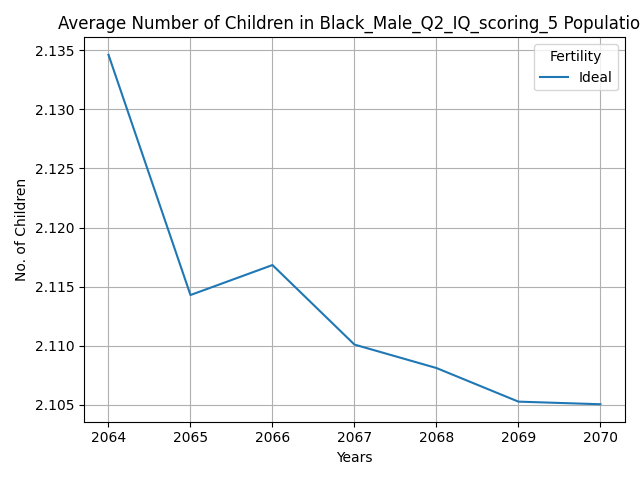 Average Number of Children in Black_Male_Q2_IQ_scoring_5 Populatio
Fertility
Ideal
2.135
2.130
2.125
2.120
2.115
2.110
2.105
No. of Children
2064 2065 2066 2067 2068 2069 2070
Years